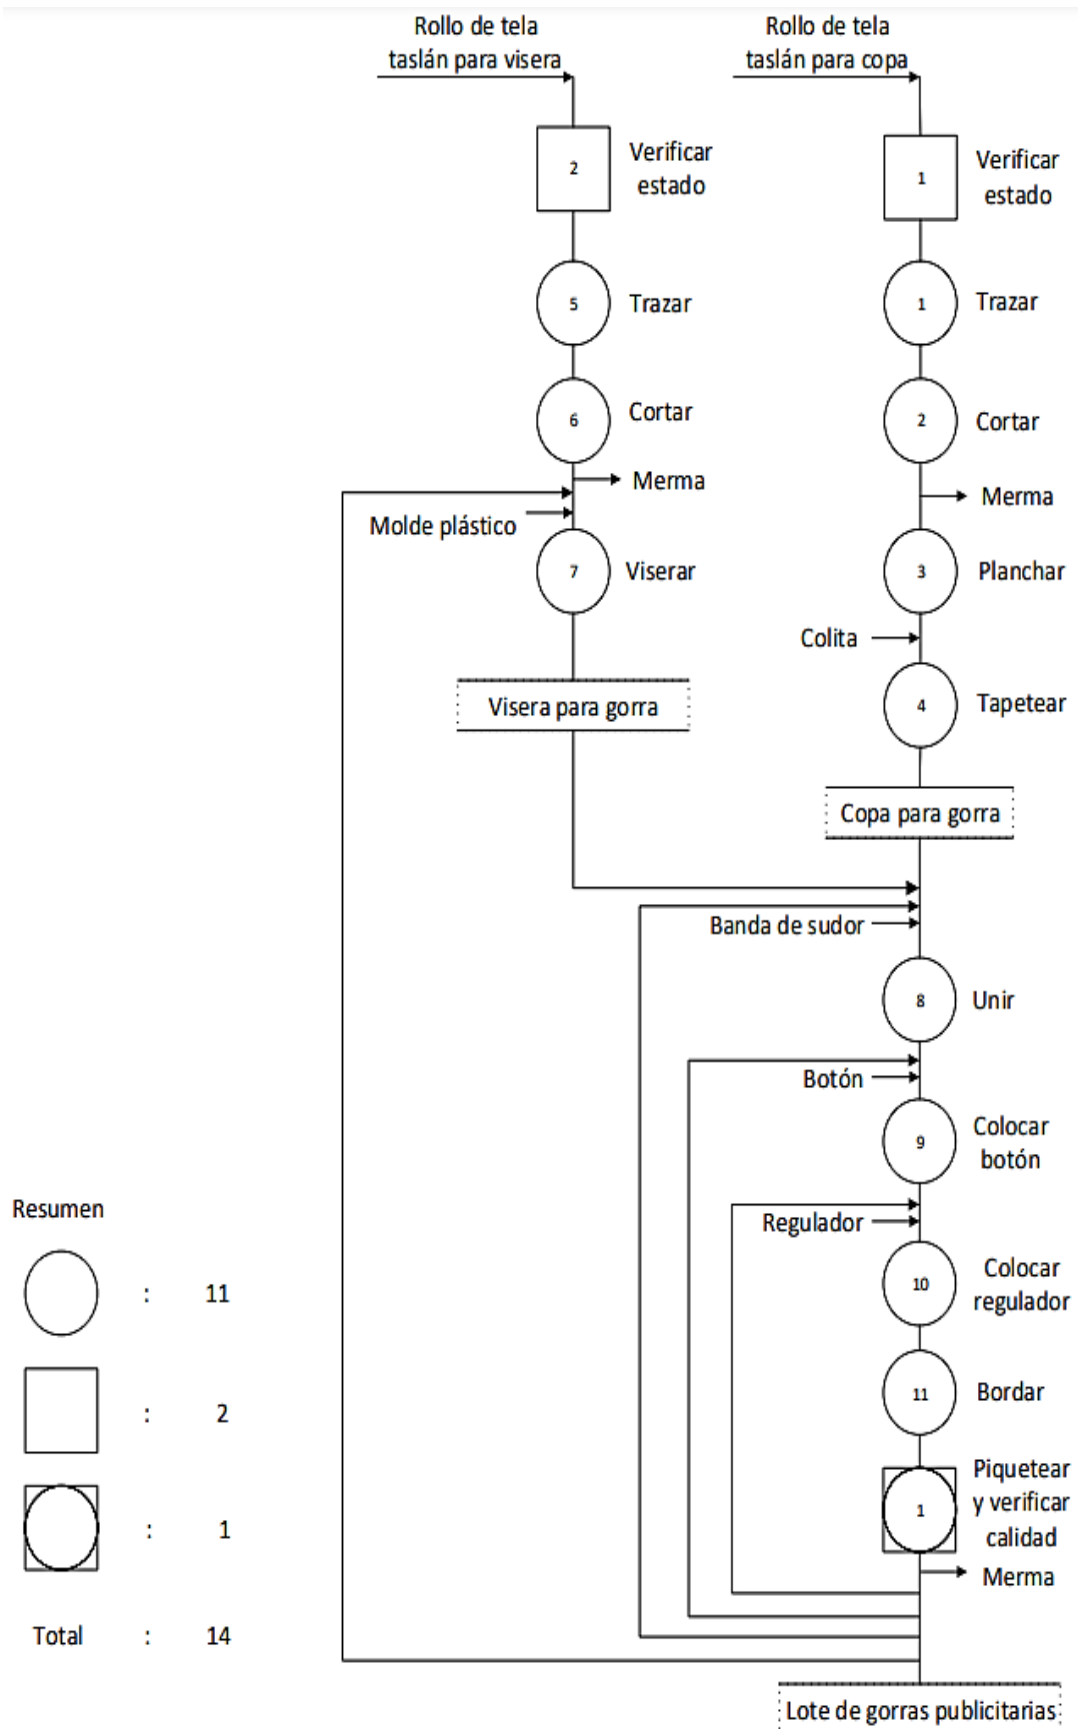 Rollo de tela
taslán para visera
Rollo de tela
taslán para copa
2
Verificar
estado
1
Verificar
estado
5
Trazar
1
Trazar
6
Cortar
2
Cortar
Merma
Merma
Molde plástico
7
Viserar
3
Planchar
Colita
4
Tapetear
Visera para gorra
Copa para gorra
Banda de sudor
8
Unir
Botón
9
Colocar
botón
Regulador
10
Colocar
regulador
11
Bordar
1
Piquetear
y verificar
calidad
Merma
Lote de gorras publicitarias
Resumen
: 11
: 2
: 1
Total : 14